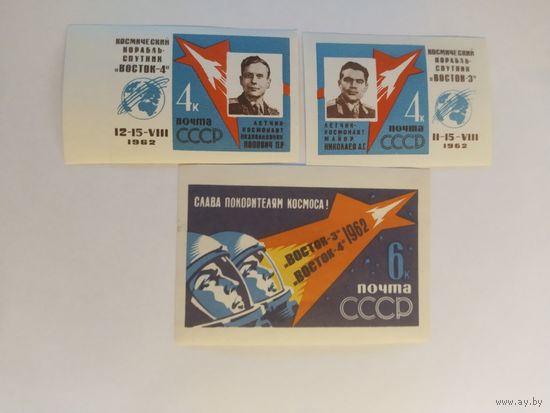 КОСМИЧЕСКИЙ
КОРАБЛЬ-
СПУТНИК
„ВОСТОК-4"
12-15-VIII
1962
4к
ПОЧТА
СССР
ЛЕТЧИК-
КОСМОНАВТ
ПОДПОЛКОВНИК
ПОПОВИЧ П.Р.
4к
ПОЧТА
СССР
ЛЕТЧИК-
КОСМОНАВТ
МАЙОР
НИКОЛАЕВ А.Г.
КОСМИЧЕСКИЙ
КОРАБЛЬ-
СПУТНИК
„ВОСТОК-3"
11-15-VIII
1962
СЛАВА ПОКОРИТЕЛЯМ КОСМОСА!
„ВОСТОК-3"
„ВОСТОК-4"
1962
6к
ПОЧТА
СССР
www.ay.by